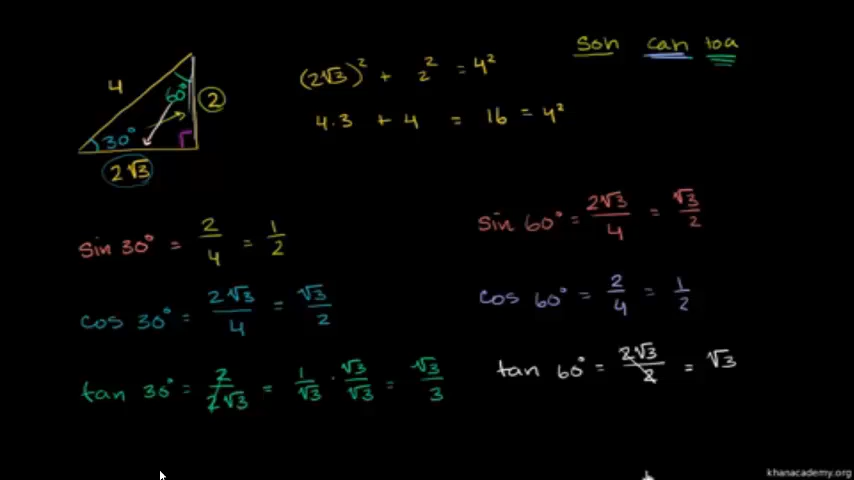 soh cah toa
4
60°
2
30°
2√3
(2√3)² + 2² = 4²
4·3 + 4 = 16 = 4²
sin 30° = 2/4 = 1/2
cos 30° = 2√3/4 = √3/2
tan 30° = 2/2√3 = 1/√3 · √3/√3 = √3/3
sin 60° = 2√3/4 = √3/2
cos 60° = 2/4 = 1/2
tan 60° = 2√3/2 = √3
khanacademy.org